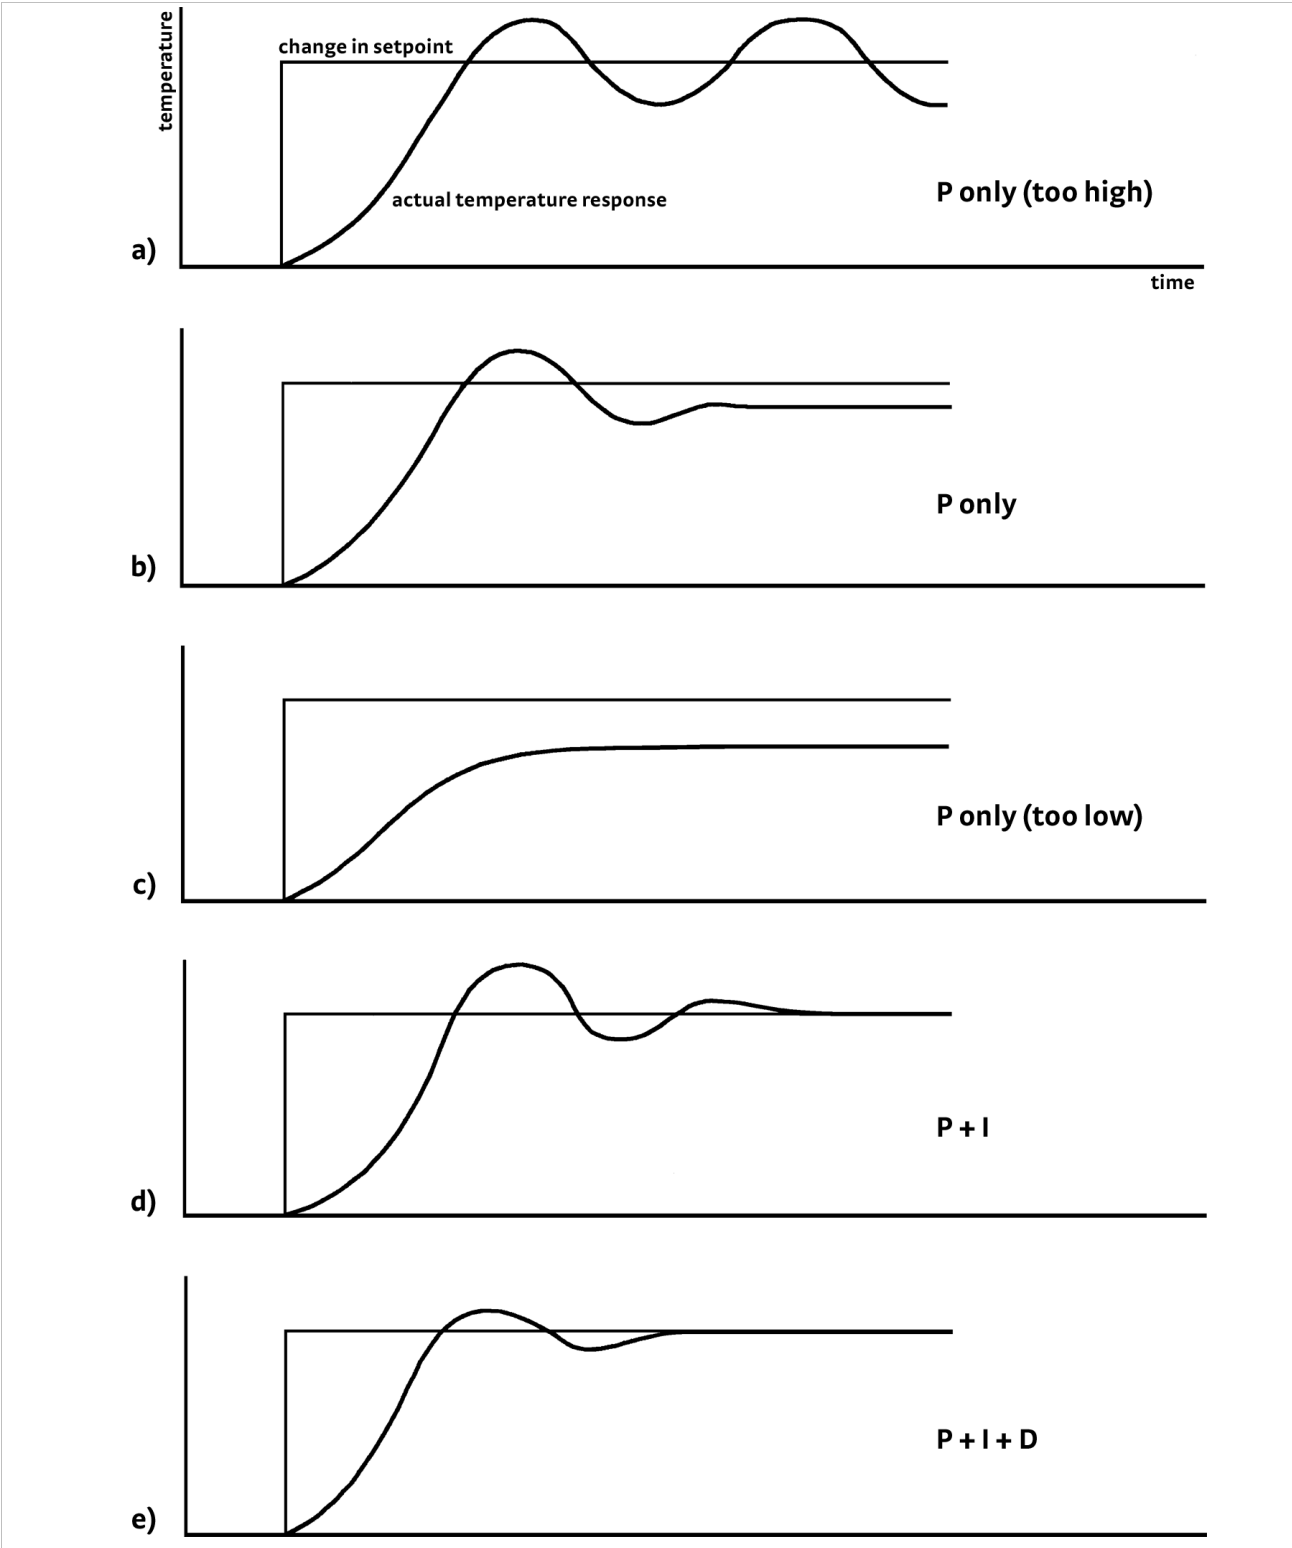 temperature
change in setpoint
actual temperature response
P only (too high)
a)
time
P only
b)
P only (too low)
c)
P + I
d)
P + I + D
e)